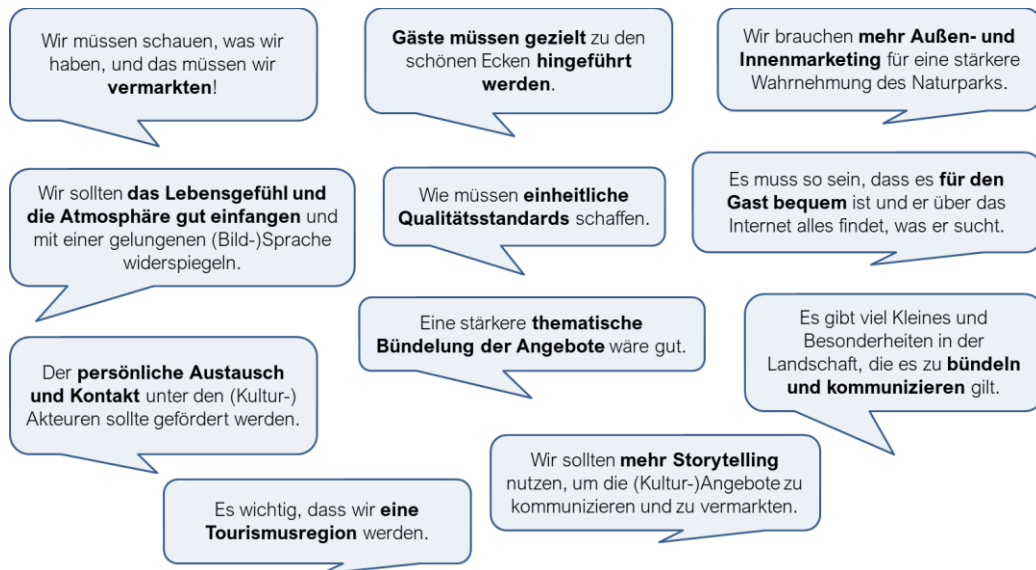 Wir müssen schauen, was wir
haben, und das müssen wir
vermarkten!
Gäste müssen gezielt zu den
schönen Ecken hingeführt
werden.
Wir brauchen mehr Außen- und
Innenmarketing für eine stärkere
Wahrnehmung des Naturparks.
Wir sollten das Lebensgefühl und
die Atmosphäre gut einfangen und
mit einer gelungenen (Bild-)Sprache
widerspiegeln.
Wie müssen einheitliche
Qualitätsstandards schaffen.
Es muss so sein, dass es für den
Gast bequem ist und er über das
Internet alles findet, was er sucht.
Eine stärkere thematische
Bündelung der Angebote wäre gut.
Es gibt viel Kleines und
Besonderheiten in der
Landschaft, die es zu bündeln
und kommunizieren gilt.
Der persönliche Austausch
und Kontakt unter den (Kultur-)
Akteuren sollte gefördert werden.
Wir sollten mehr Storytelling
nutzen, um die (Kultur-)Angebote zu
kommunizieren und zu vermarkten.
Es wichtig, dass wir eine
Tourismusregion werden.